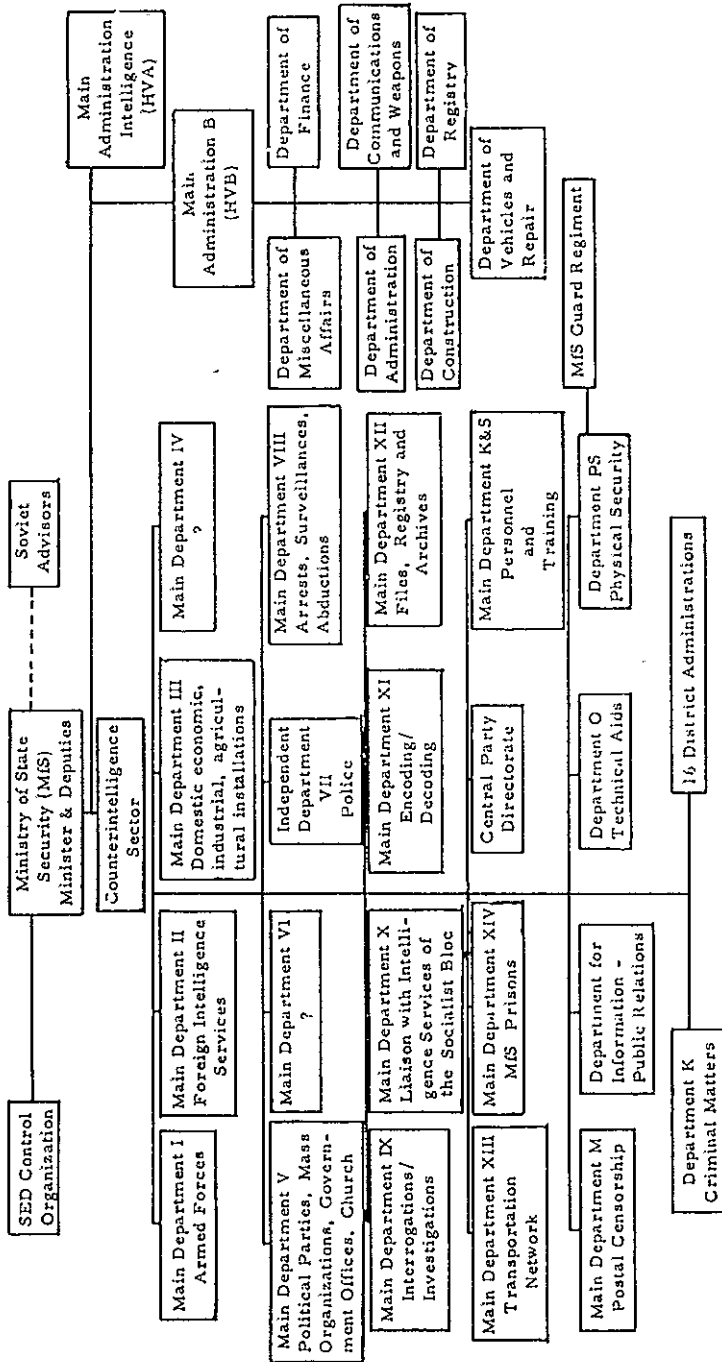 SED Control
Organization
Ministry of State
Security (MfS)
Minister & Deputies
Soviet
Advisors
Counterintelligence
Sector
Main
Administration
Intelligence
(HVA)
Main Department I
Armed Forces
Main Department II
Foreign Intelligence
Services
Main Department III
Domestic economic,
industrial, agricul-
tural installations
Main Department IV
?
Main
Administration B
(HVB)
Main Department V
Political Parties, Mass
Organizations, Govern-
ment Offices, Church
Main Department VI
?
Independent
Department
VII
Police
Main Department VIII
Arrests, Surveillances,
Abductions
Department of
Miscellaneous
Affairs
Department of
Finance
Main Department IX
Interrogations/
Investigations
Main Department X
Liaison with Intelli-
gence Services of
the Socialist Bloc
Main Department XI
Encoding/
Decoding
Main Department XII
Files, Registry and
Archives
Department of
Administration
Department of
Communications
and Weapons
Department of
Construction
Department of
Registry
Main Department XIII
Transportation
Network
Main Department XIV
MfS Prisons
Central Party
Directorate
Main Department K&S
Personnel
and
Training
Department of
Vehicles and
Repair
Main Department M
Postal Censorship
Department for
Information -
Public Relations
Department O
Technical Aids
Department PS
Physical Security
MfS Guard Regiment
Department K
Criminal Matters
16 District Administrations